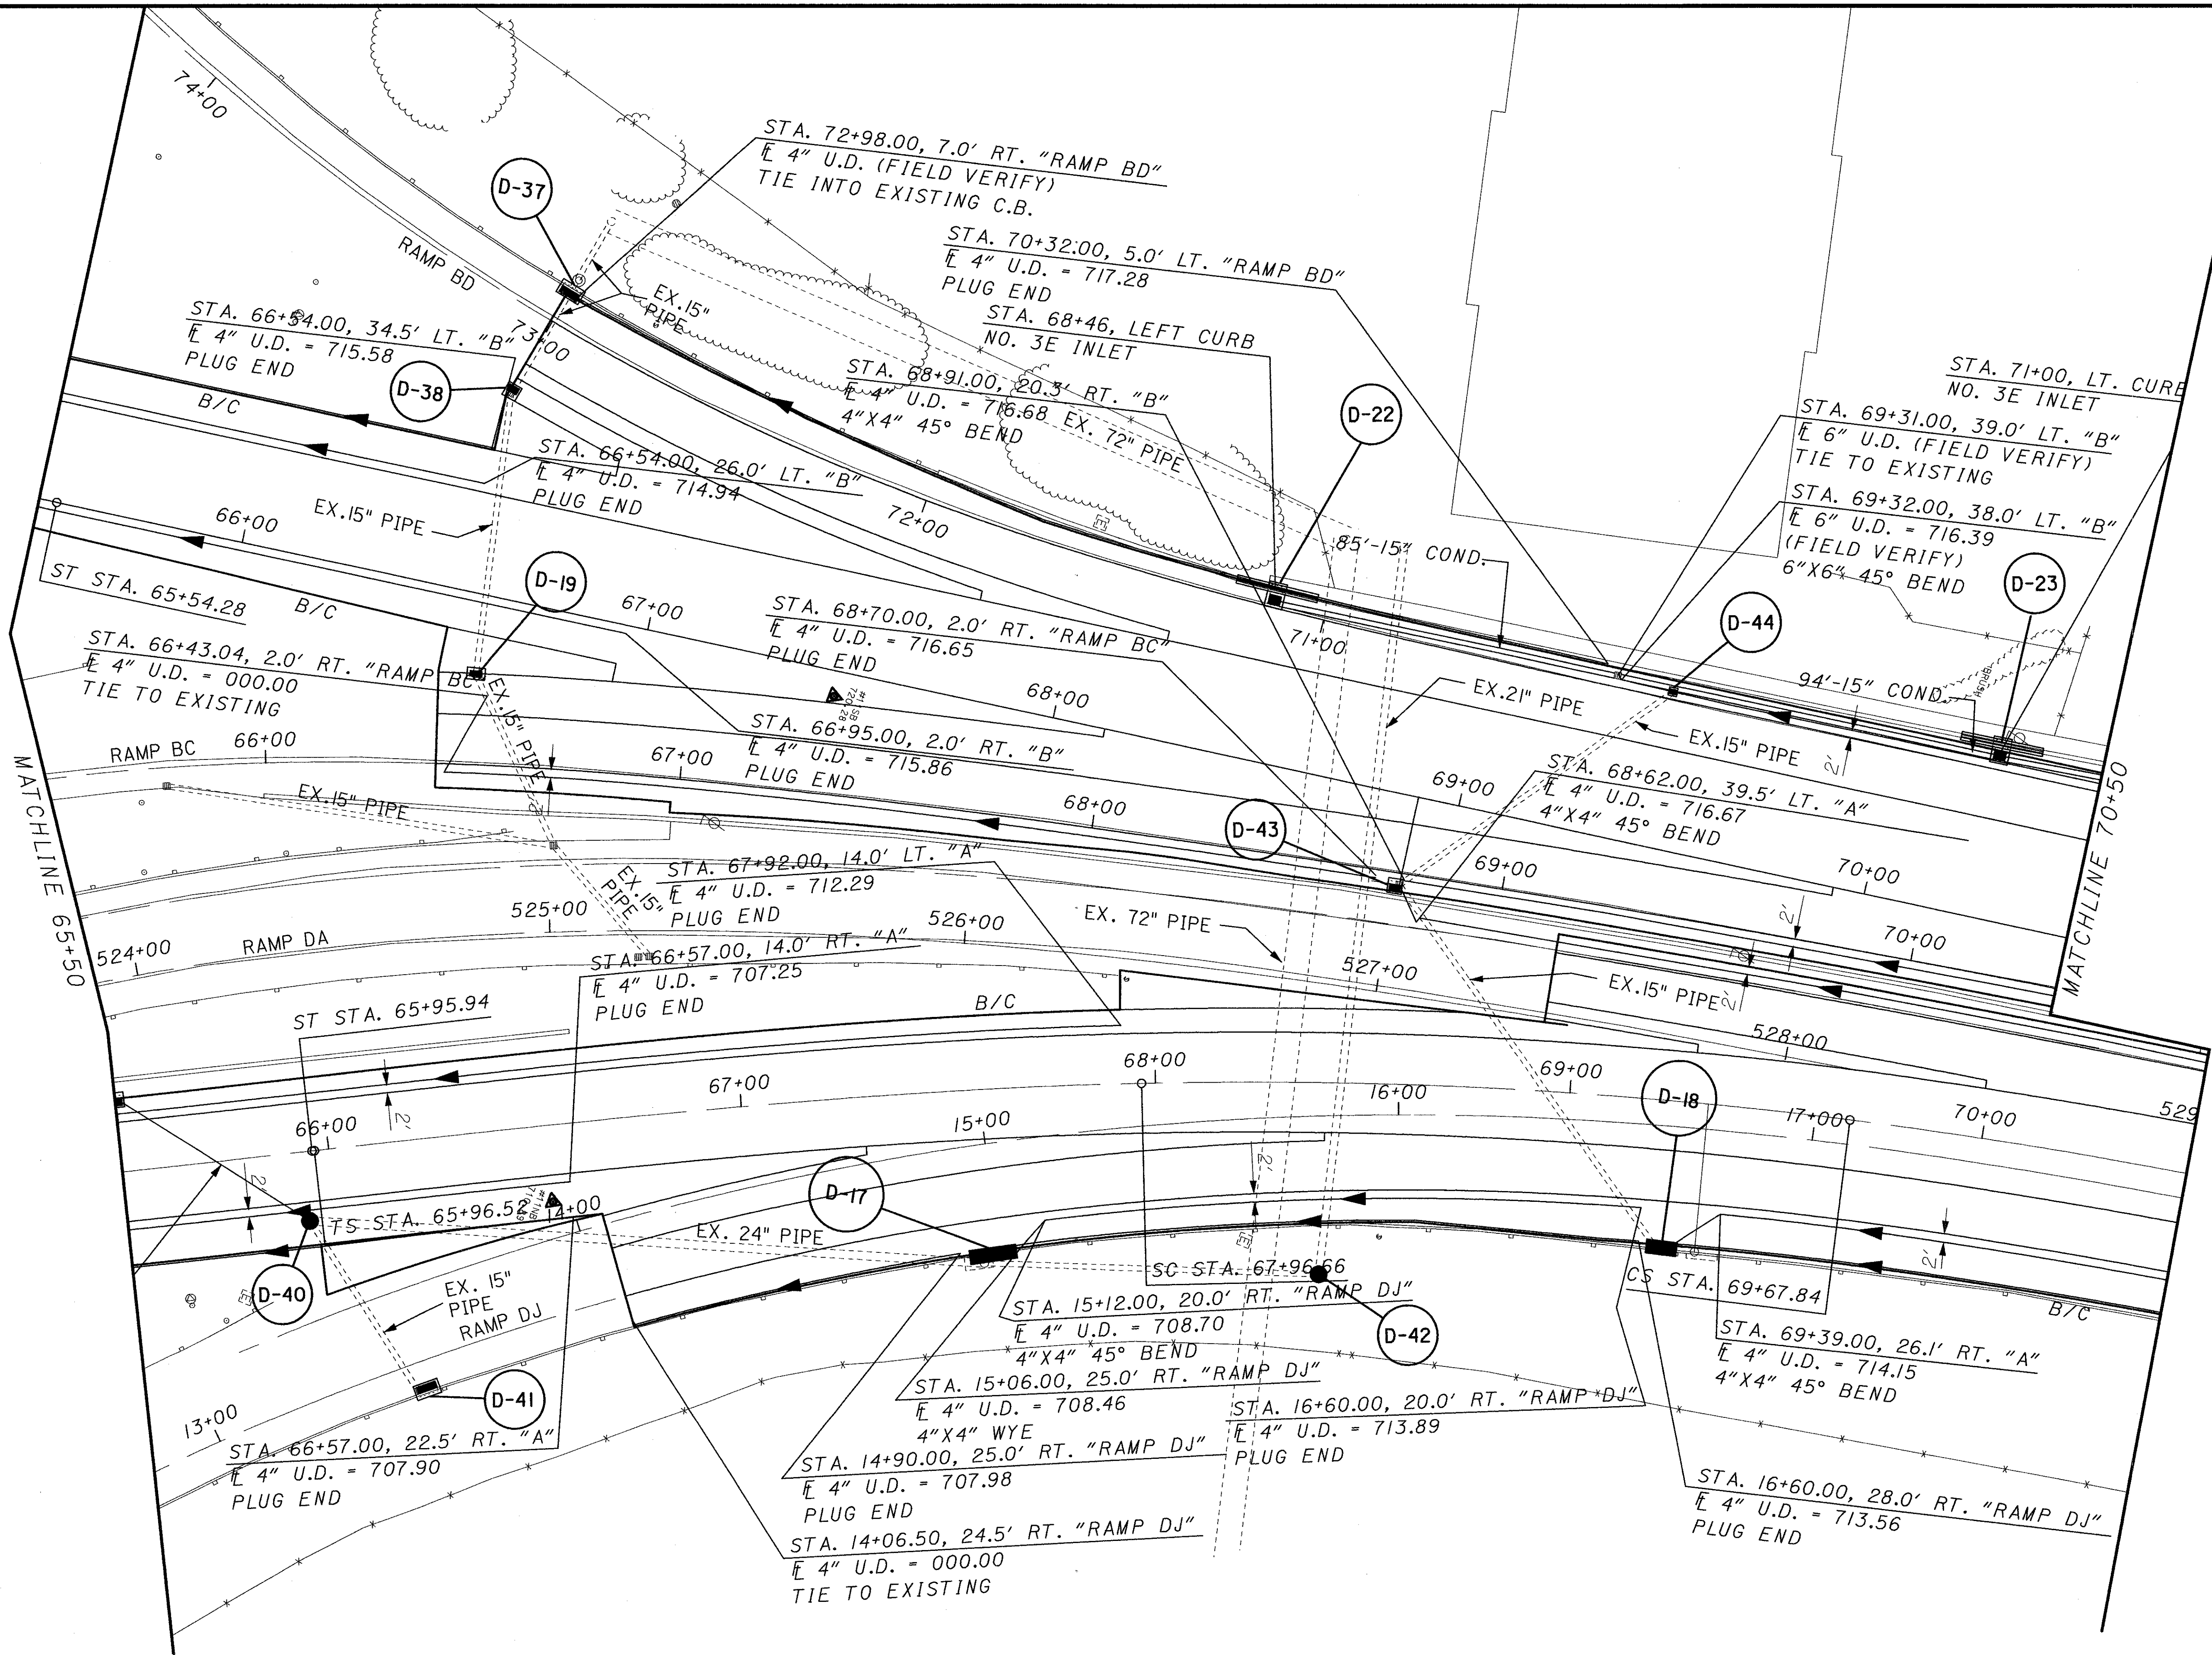 74+00
STA. 72+98.00, 7.0' RT. "RAMP BD"
℄ 4" U.D. (FIELD VERIFY)
TIE INTO EXISTING C.B.
D-37
RAMP BD
STA. 70+32.00, 5.0' LT. "RAMP BD"
℄ 4" U.D. = 717.28
PLUG END
EX.15"
PIPE
STA. 66+54.00, 34.5' LT. "B"
℄ 4" U.D. = 715.58
PLUG END
73+00
STA. 68+46, LEFT CURB
NO. 3E INLET
D-38
STA. 68+91.00, 20.3' RT. "B"
℄ 4" U.D. = 716.68
4"X4" 45° BEND
EX. 72" PIPE
D-22
STA. 71+00, LT. CURB
NO. 3E INLET
STA. 69+31.00, 39.0' LT. "B"
℄ 6" U.D. (FIELD VERIFY)
TIE TO EXISTING
B/C
STA. 66+54.00, 26.0' LT. "B"
℄ 4" U.D. = 714.94
PLUG END
STA. 69+32.00, 38.0' LT. "B"
℄ 6" U.D. = 716.39
(FIELD VERIFY)
6"X6" 45° BEND
66+00
EX.15" PIPE
72+00
85'-15" COND.
D-23
D-19
ST STA. 65+54.28
B/C
67+00
STA. 68+70.00, 2.0' RT. "RAMP BC"
℄ 4" U.D. = 716.65
PLUG END
71+00
D-44
STA. 66+43.04, 2.0' RT. "RAMP BC"
℄ 4" U.D. = 000.00
TIE TO EXISTING
EX.15" PIPE
68+00
EX.21" PIPE
94'-15" COND.
BRUSH
#11SB
720.28
STA. 66+95.00, 2.0' RT. "B"
℄ 4" U.D. = 715.86
PLUG END
EX.15" PIPE
2'
RAMP BC
66+00
67+00
2'
MATCHLINE 65+50
MATCHLINE 70+50
STA. 68+62.00, 39.5' LT. "A"
℄ 4" U.D. = 716.67
4"X4" 45° BEND
69+00
EX.15" PIPE
68+00
D-43
STA. 67+92.00, 14.0' LT. "A"
℄ 4" U.D. = 712.29
PLUG END
EX.15"
PIPE
69+00
70+00
2'
525+00
526+00
EX. 72" PIPE
70+00
524+00
RAMP DA
STA. 66+57.00, 14.0' RT. "A"
℄ 4" U.D. = 707.25
PLUG END
527+00
EX.15" PIPE
2'
ST STA. 65+95.94
B/C
528+00
68+00
67+00
69+00
16+00
D-18
17+00
70+00
529
2'
66+00
15+00
2'
D-17
2'
TS STA. 65+96.52
#11NB
14+00
EX. 24" PIPE
2'
D-40
SC STA. 67+96.66
CS STA. 69+67.84
B/C
EX. 15"
PIPE
RAMP DJ
STA. 15+12.00, 20.0' RT. "RAMP DJ"
℄ 4" U.D. = 708.70
4"X4" 45° BEND
D-42
STA. 69+39.00, 26.1' RT. "A"
℄ 4" U.D. = 714.15
4"X4" 45° BEND
D-41
STA. 15+06.00, 25.0' RT. "RAMP DJ"
℄ 4" U.D. = 708.46
4"X4" WYE
STA. 16+60.00, 20.0' RT. "RAMP DJ"
℄ 4" U.D. = 713.89
PLUG END
13+00
STA. 66+57.00, 22.5' RT. "A"
℄ 4" U.D. = 707.90
PLUG END
STA. 14+90.00, 25.0' RT. "RAMP DJ"
℄ 4" U.D. = 707.98
PLUG END
STA. 16+60.00, 28.0' RT. "RAMP DJ"
℄ 4" U.D. = 713.56
PLUG END
STA. 14+06.50, 24.5' RT. "RAMP DJ"
℄ 4" U.D. = 000.00
TIE TO EXISTING